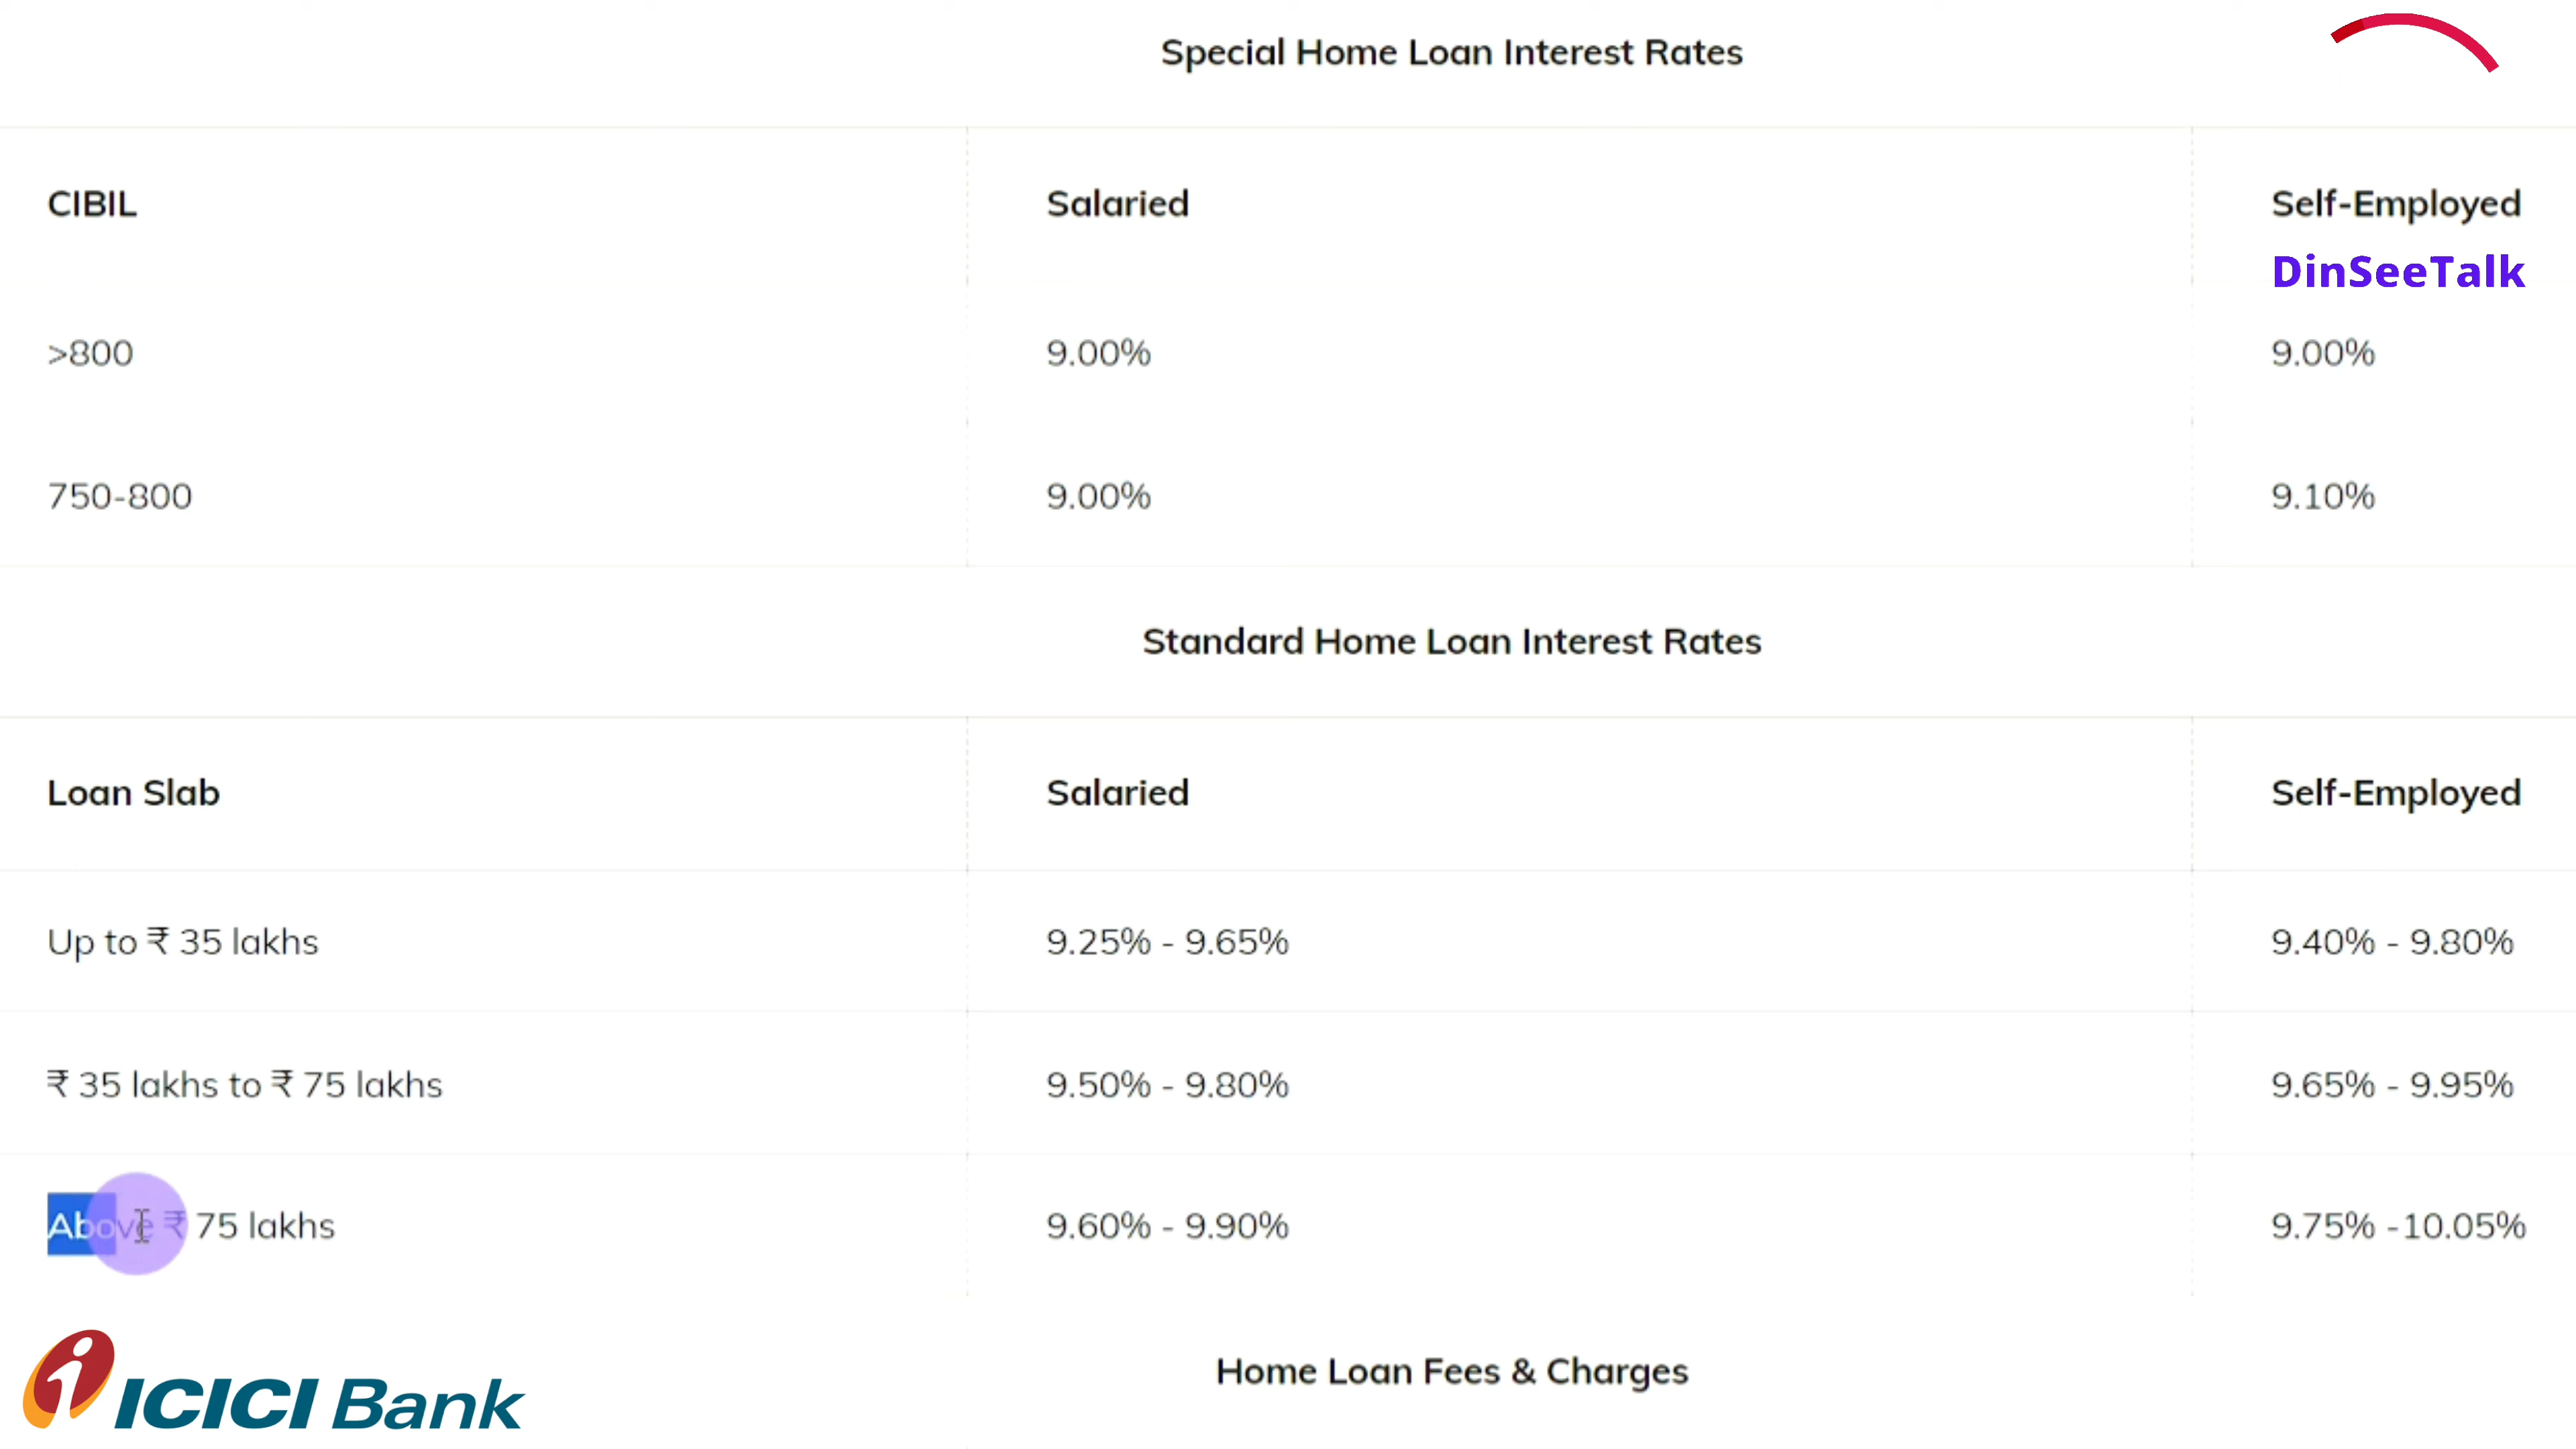 Special Home Loan Interest Rates
CIBIL Salaried Self-Employed
DinSeeTalk
>800 9.00% 9.00%
750-800 9.00% 9.10%
Standard Home Loan Interest Rates
Loan Slab Salaried Self-Employed
Up to ₹ 35 lakhs 9.25% - 9.65% 9.40% - 9.80%
₹ 35 lakhs to ₹ 75 lakhs 9.50% - 9.80% 9.65% - 9.95%
Above ₹ 75 lakhs 9.60% - 9.90% 9.75% -10.05%
Home Loan Fees & Charges
ICICI Bank